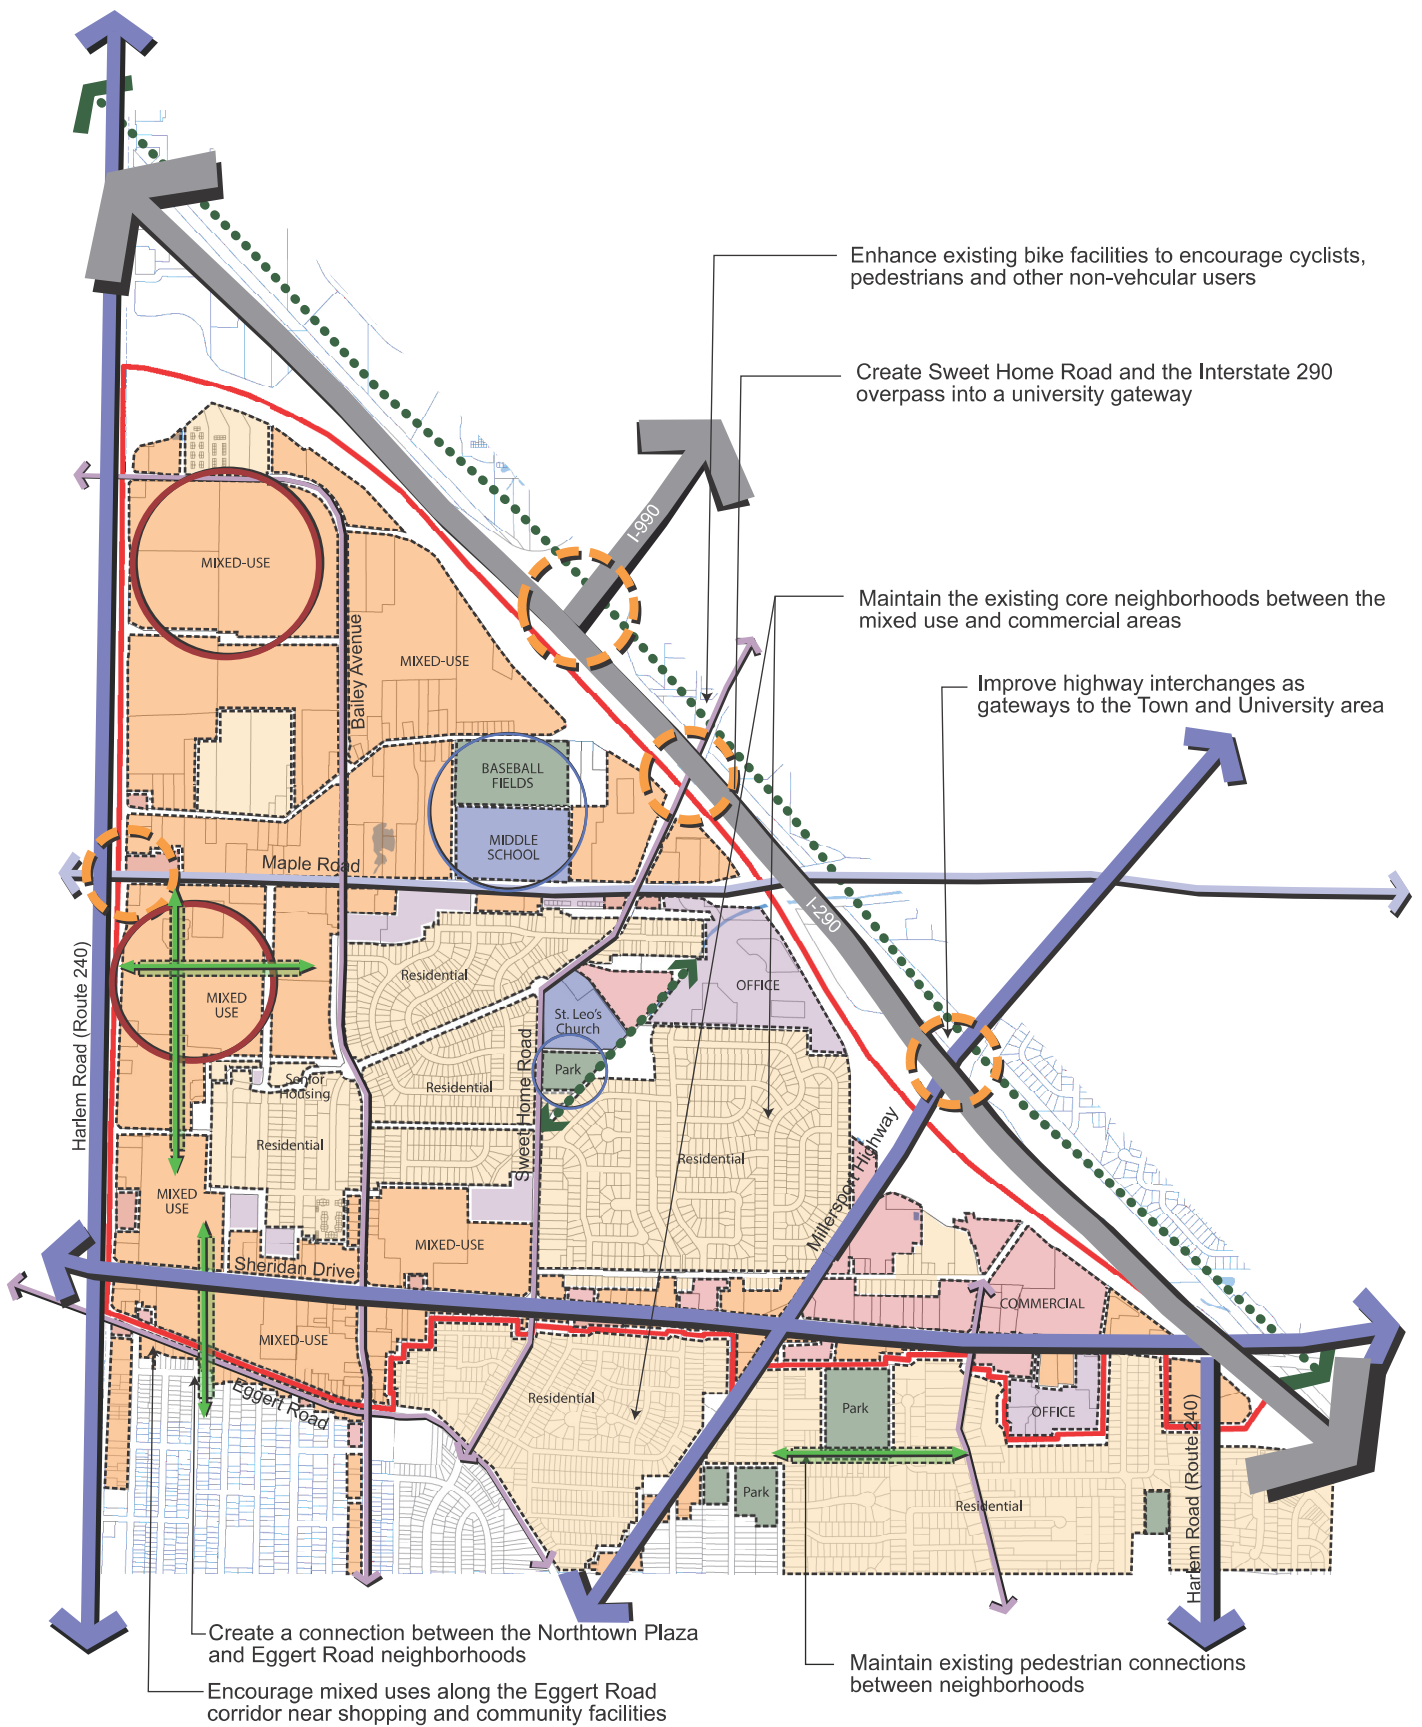 Enhance existing bike facilities to encourage cyclists,
pedestrians and other non-vehcular users
Create Sweet Home Road and the Interstate 290
overpass into a university gateway
I-990
MIXED-USE
Maintain the existing core neighborhoods between the
mixed use and commercial areas
Bailey Avenue
MIXED-USE
Improve highway interchanges as
gateways to the Town and University area
BASEBALL
FIELDS
MIDDLE
SCHOOL
Maple Road
I-290
Harlem Road (Route 240)
Residential
OFFICE
MIXED
USE
St. Leo's
Church
Park
Sweet Home Road
Senior
Housing
Residential
Residential
Residential
Millersport Highway
MIXED
USE
MIXED-USE
Sheridan Drive
COMMERCIAL
MIXED-USE
Eggert Road
Residential
Park
OFFICE
Park
Residential
Harlem Road (Route 240)
Create a connection between the Northtown Plaza
and Eggert Road neighborhoods
Maintain existing pedestrian connections
between neighborhoods
Encourage mixed uses along the Eggert Road
corridor near shopping and community facilities